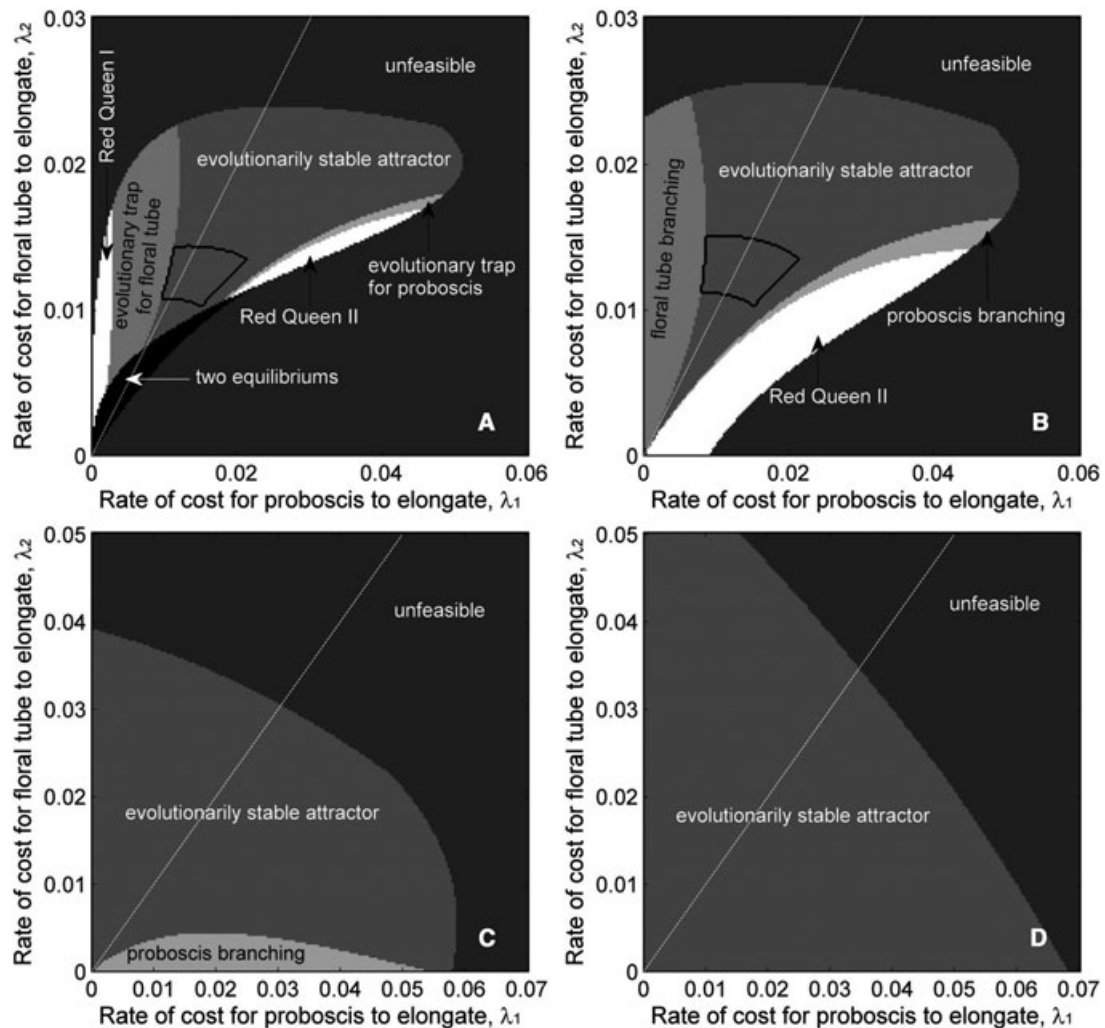 Rate of cost for floral tube to elongate, λ2
0.03
0.02
0.01
0
Red Queen I
evolutionary trap
for floral tube
unfeasible
evolutionarily stable attractor
evolutionary trap
for proboscis
Red Queen II
two equilibriums
A
0
0.02
0.04
0.06
Rate of cost for proboscis to elongate, λ1
Rate of cost for floral tube to elongate, λ2
0.03
0.02
0.01
0
floral tube branching
unfeasible
evolutionarily stable attractor
proboscis branching
Red Queen II
B
0
0.02
0.04
0.06
Rate of cost for proboscis to elongate, λ1
Rate of cost for floral tube to elongate, λ2
0.05
0.04
0.03
0.02
0.01
0
unfeasible
evolutionarily stable attractor
proboscis branching
C
0 0.01 0.02 0.03 0.04 0.05 0.06 0.07
Rate of cost for proboscis to elongate, λ1
Rate of cost for floral tube to elongate, λ2
0.05
0.04
0.03
0.02
0.01
0
unfeasible
evolutionarily stable attractor
D
0 0.01 0.02 0.03 0.04 0.05 0.06 0.07
Rate of cost for proboscis to elongate, λ1